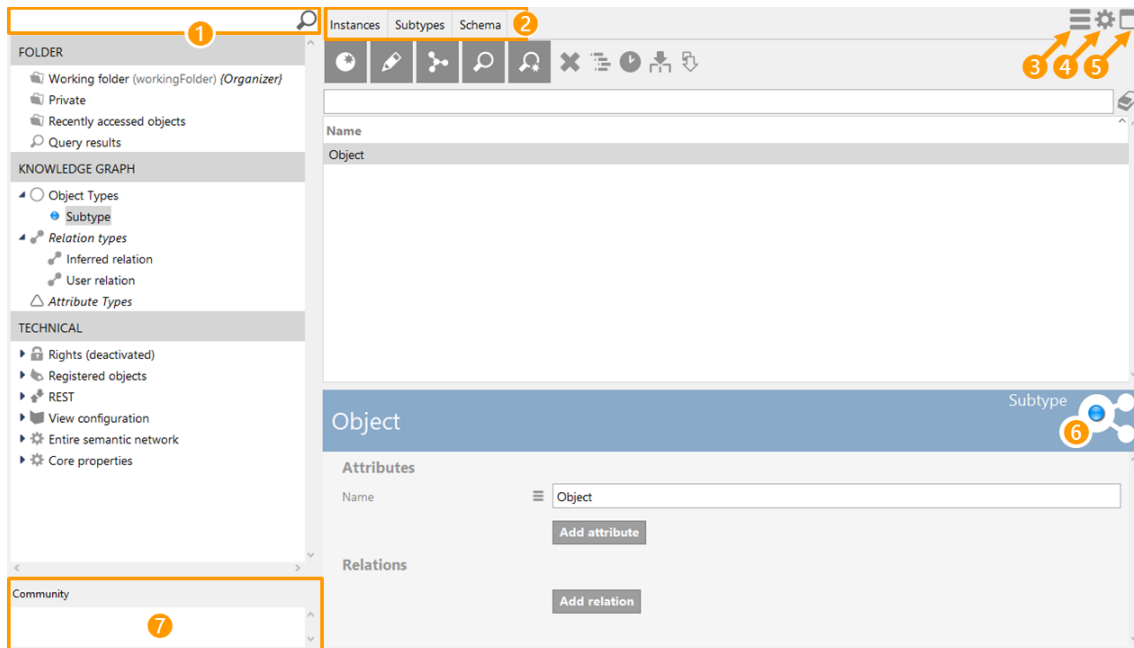 1
Instances Subtypes Schema 2
3 4 5
FOLDER
Working folder (workingFolder) {Organizer}
Private
Recently accessed objects
Query results
KNOWLEDGE GRAPH
Object Types
Subtype
Relation types
Inferred relation
User relation
Attribute Types
TECHNICAL
Rights (deactivated)
Registered objects
REST
View configuration
Entire semantic network
Core properties
Community
7
Name
Object
Object
Subtype
6
Attributes
Name Object
Add attribute
Relations
Add relation